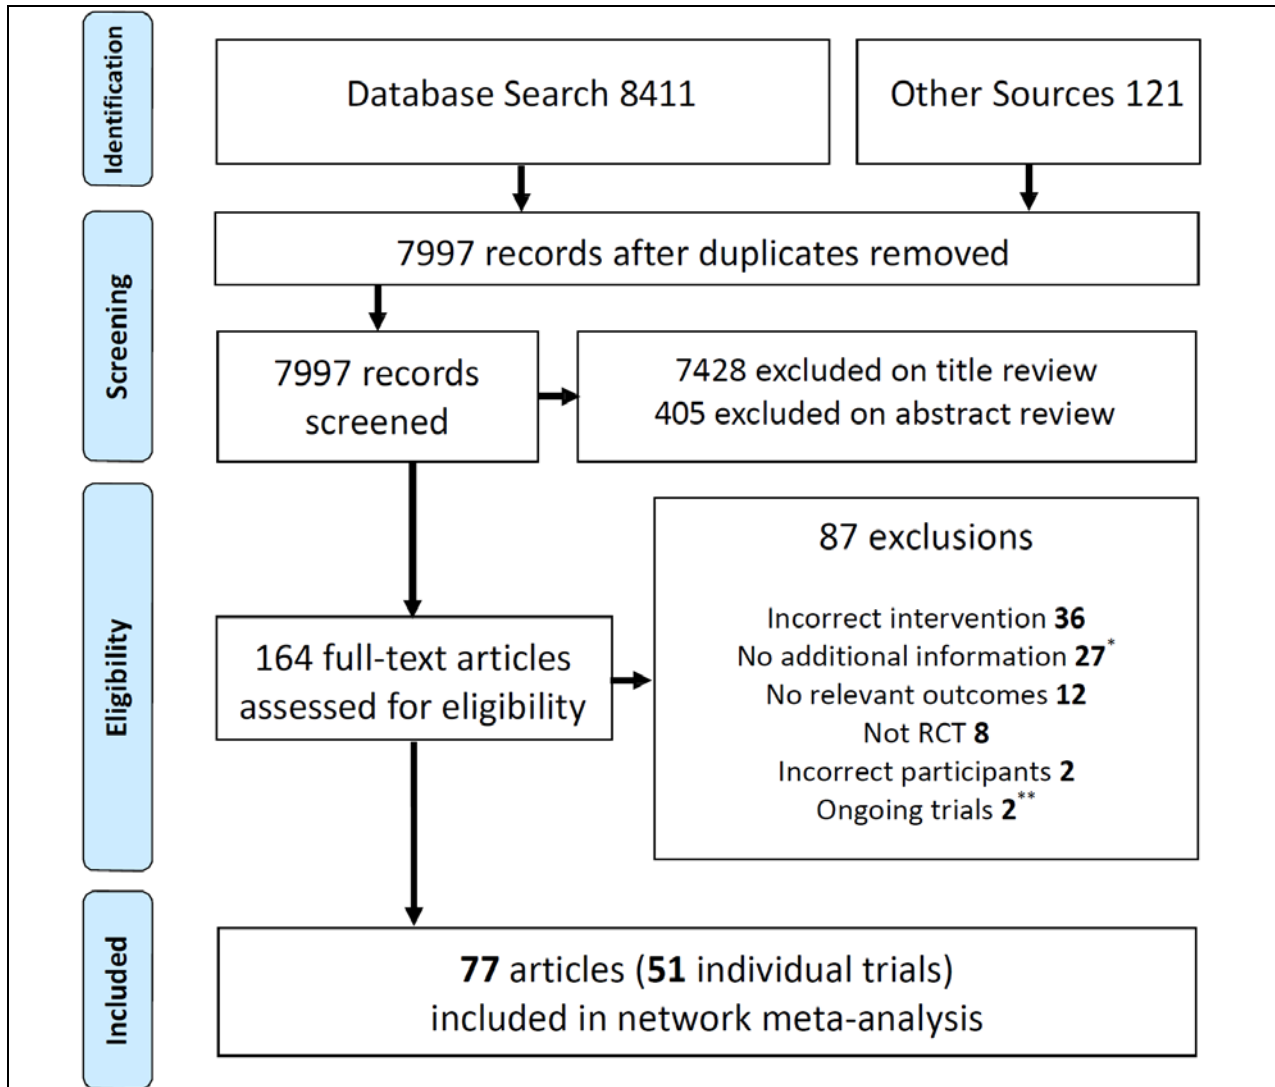 Identification
Database Search 8411
Other Sources 121
Screening
7997 records after duplicates removed
7997 records
screened
7428 excluded on title review
405 excluded on abstract review
Eligibility
164 full-text articles
assessed for eligibility
87 exclusions
Incorrect intervention 36
No additional information 27*
No relevant outcomes 12
Not RCT 8
Incorrect participants 2
Ongoing trials 2**
Included
77 articles (51 individual trials)
included in network meta-analysis